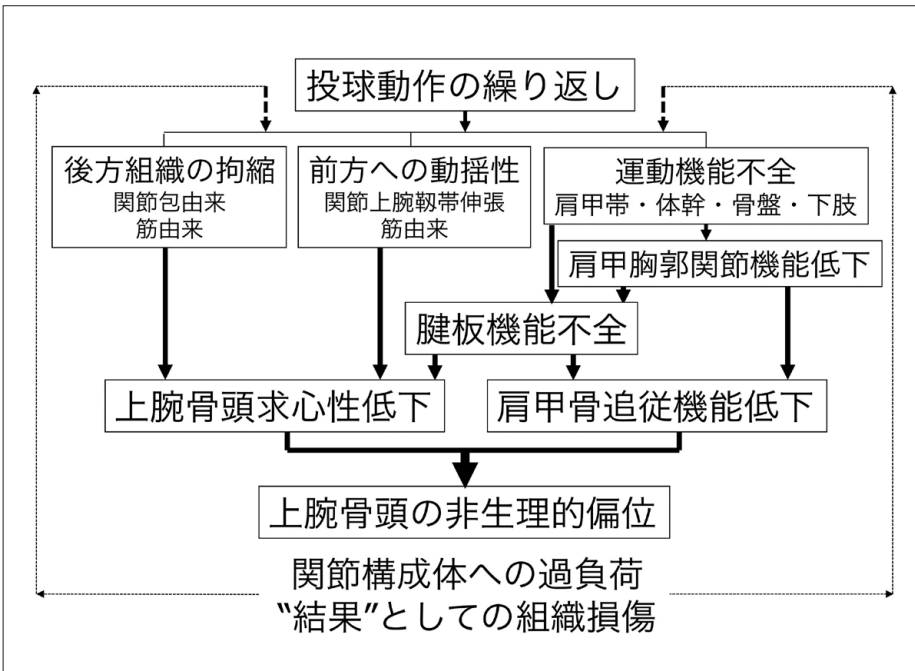 投球動作の繰り返し
後方組織の拘縮
関節包由来
筋由来
前方への動揺性
関節上腕靱帯伸張
筋由来
運動機能不全
肩甲帯・体幹・骨盤・下肢
肩甲胸郭関節機能低下
腱板機能不全
上腕骨頭求心性低下
肩甲骨追従機能低下
上腕骨頭の非生理的偏位
関節構成体への過負荷
“結果”としての組織損傷